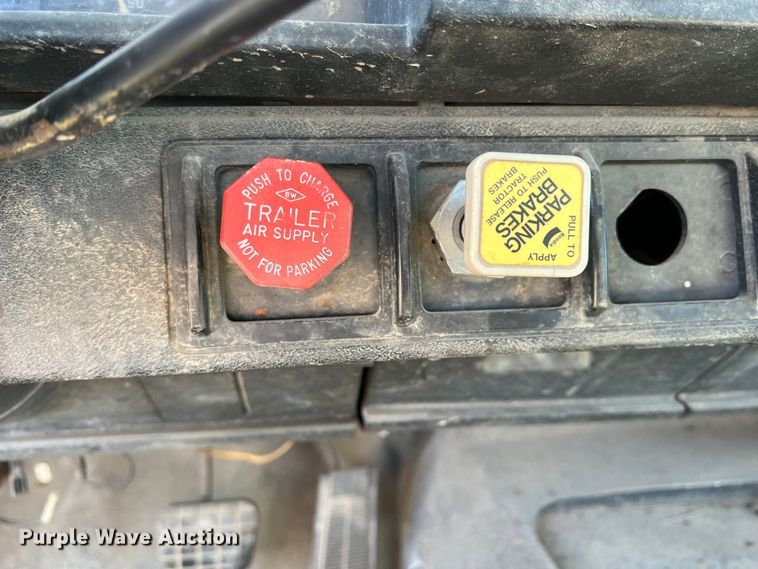 PUSH TO CHARGE
BW
TRAILER
AIR SUPPLY
NOT FOR PARKING
PULL TO
APPLY
Bendix
PARKING
BRAKES
PUSH TO RELEASE
TRACTOR
BRAKES
Purple Wave Auction